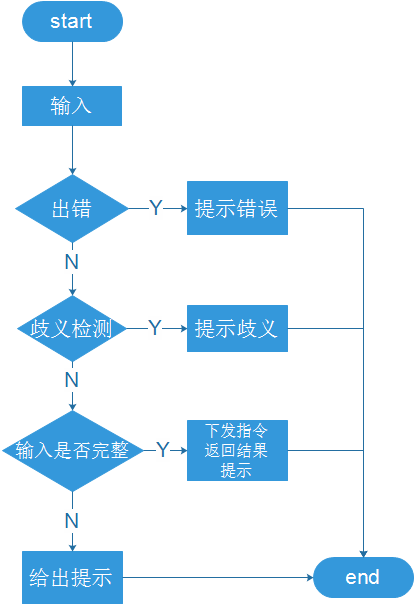 start
输入
出错
Y
提示错误
N
歧义检测
Y
提示歧义
N
输入是否完整
Y
下发指令
返回结果
提示
N
给出提示
end